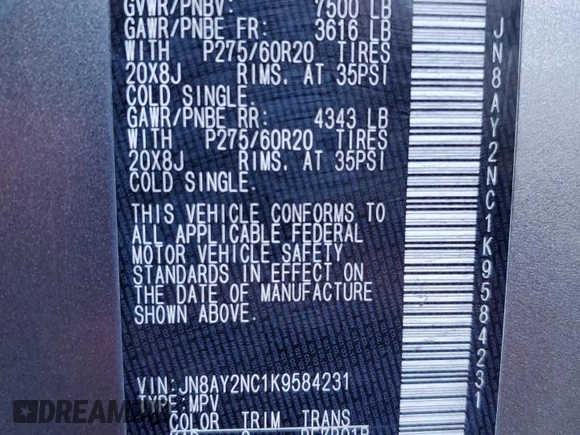 GVWR/PNBV: 7500 LB
GAWR/PNBE FR: 3616 LB
WITH P275/60R20 TIRES
20X8J RIMS. AT 35PSI
COLD SINGLE.
GAWR/PNBE RR: 4343 LB
WITH P275/60R20 TIRES
20X8J RIMS. AT 35PSI
COLD SINGLE.
THIS VEHICLE CONFORMS TO
ALL APPLICABLE FEDERAL
MOTOR VEHICLE SAFETY
STANDARDS IN EFFECT ON
THE DATE OF MANUFACTURE
SHOWN ABOVE.
VIN:JN8AY2NC1K9584231
TYPE:MPV
COLOR TRIM TRANS
JN8AY2NC1K9584231